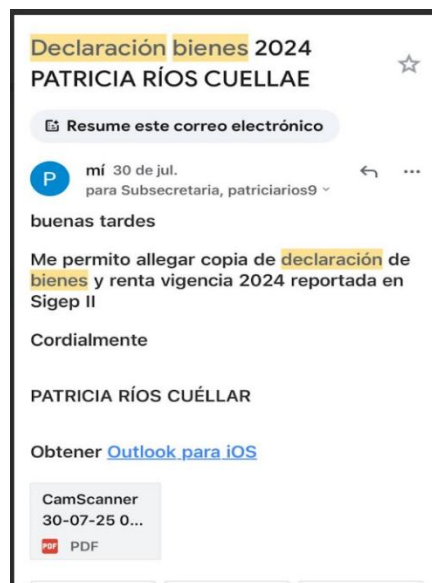 Declaración bienes 2024
PATRICIA RÍOS CUELLAE
Resume este correo electrónico
P
mí 30 de jul.
para Subsecretaria, patriciarios9
buenas tardes
Me permito allegar copia de declaración de
bienes y renta vigencia 2024 reportada en
Sigep II
Cordialmente
PATRICIA RÍOS CUÉLLAR
Obtener Outlook para iOS
CamScanner
30-07-25 0...
PDF
PDF